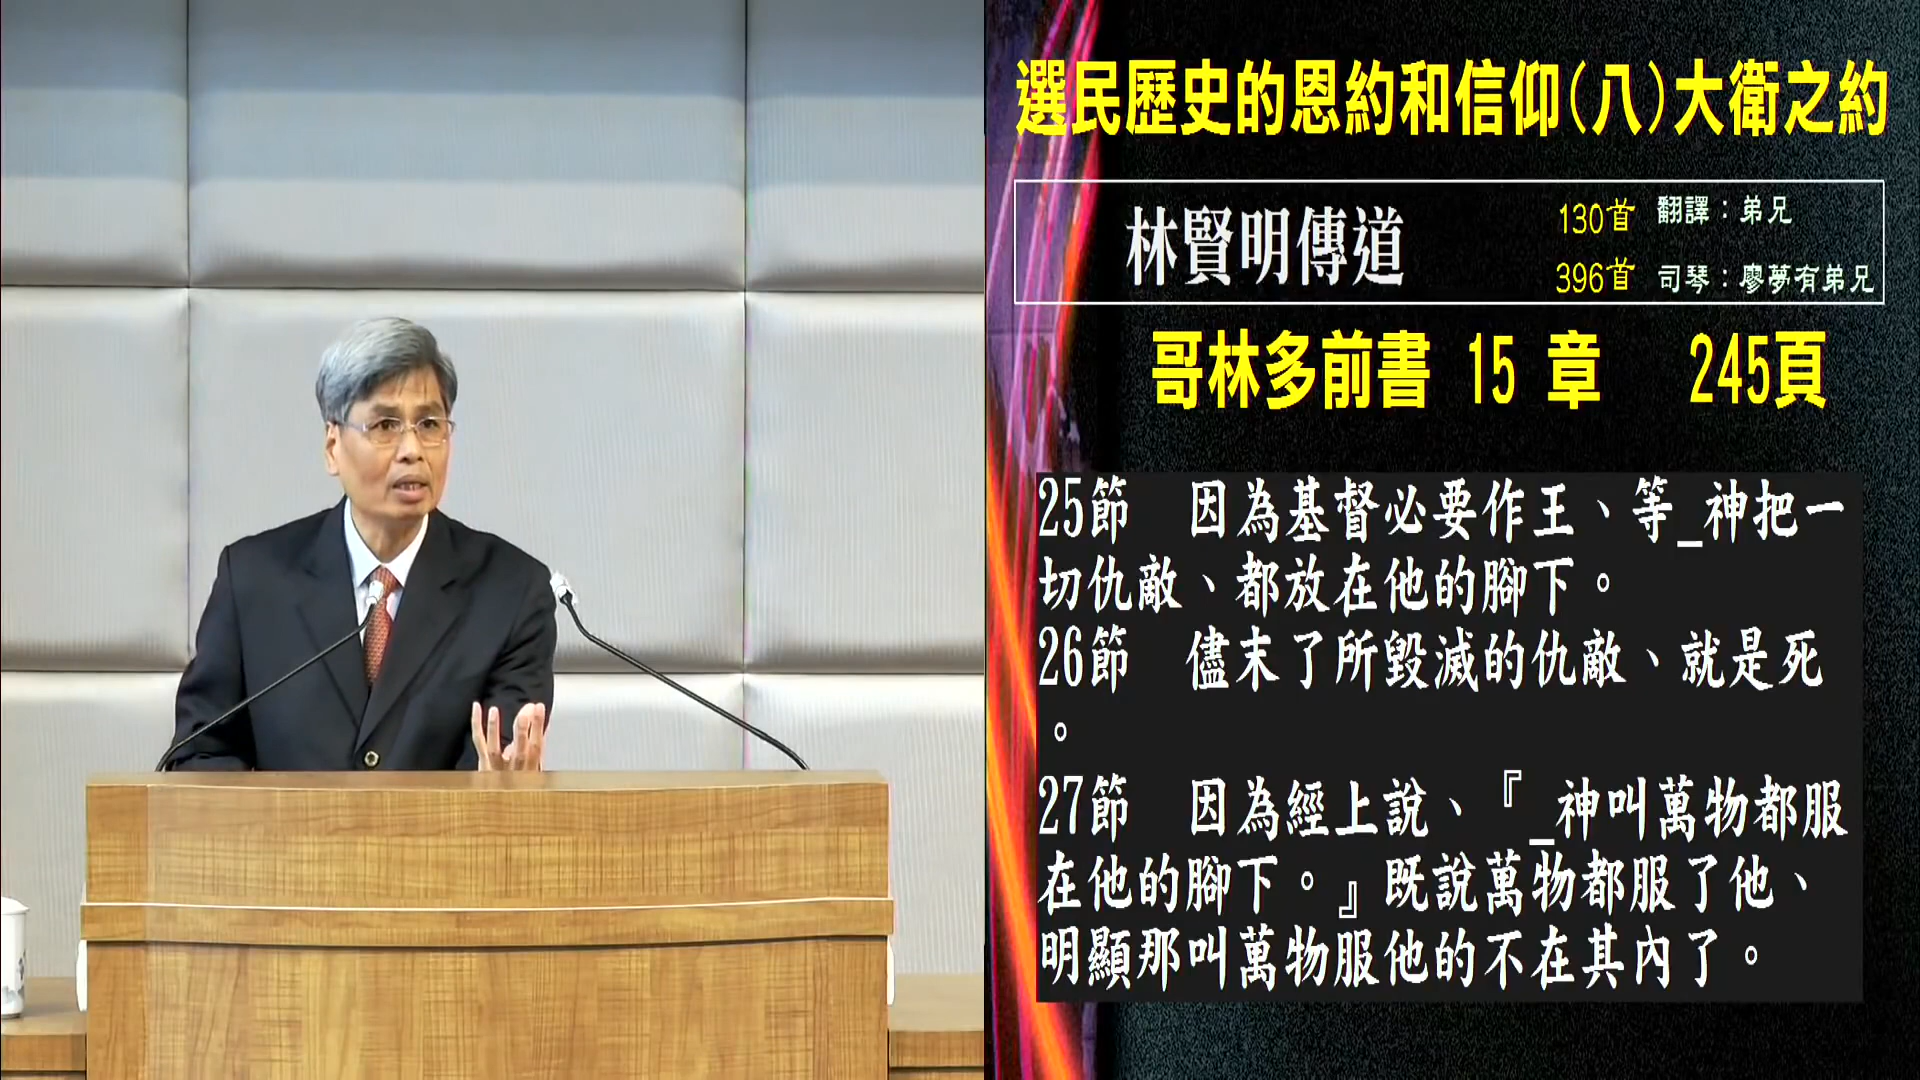 選民歷史的恩約和信仰(八)大衛之約
林賢明傳道
130首 翻譯：弟兄
396首 司琴：廖夢有弟兄
哥林多前書 15 章 245頁
25節 因為基督必要作王、等_神把一
切仇敵、都放在他的腳下。
26節 儘末了所毀滅的仇敵、就是死
。
27節 因為經上說、『_神叫萬物都服
在他的腳下。』既說萬物都服了他、
明顯那叫萬物服他的不在其內了。